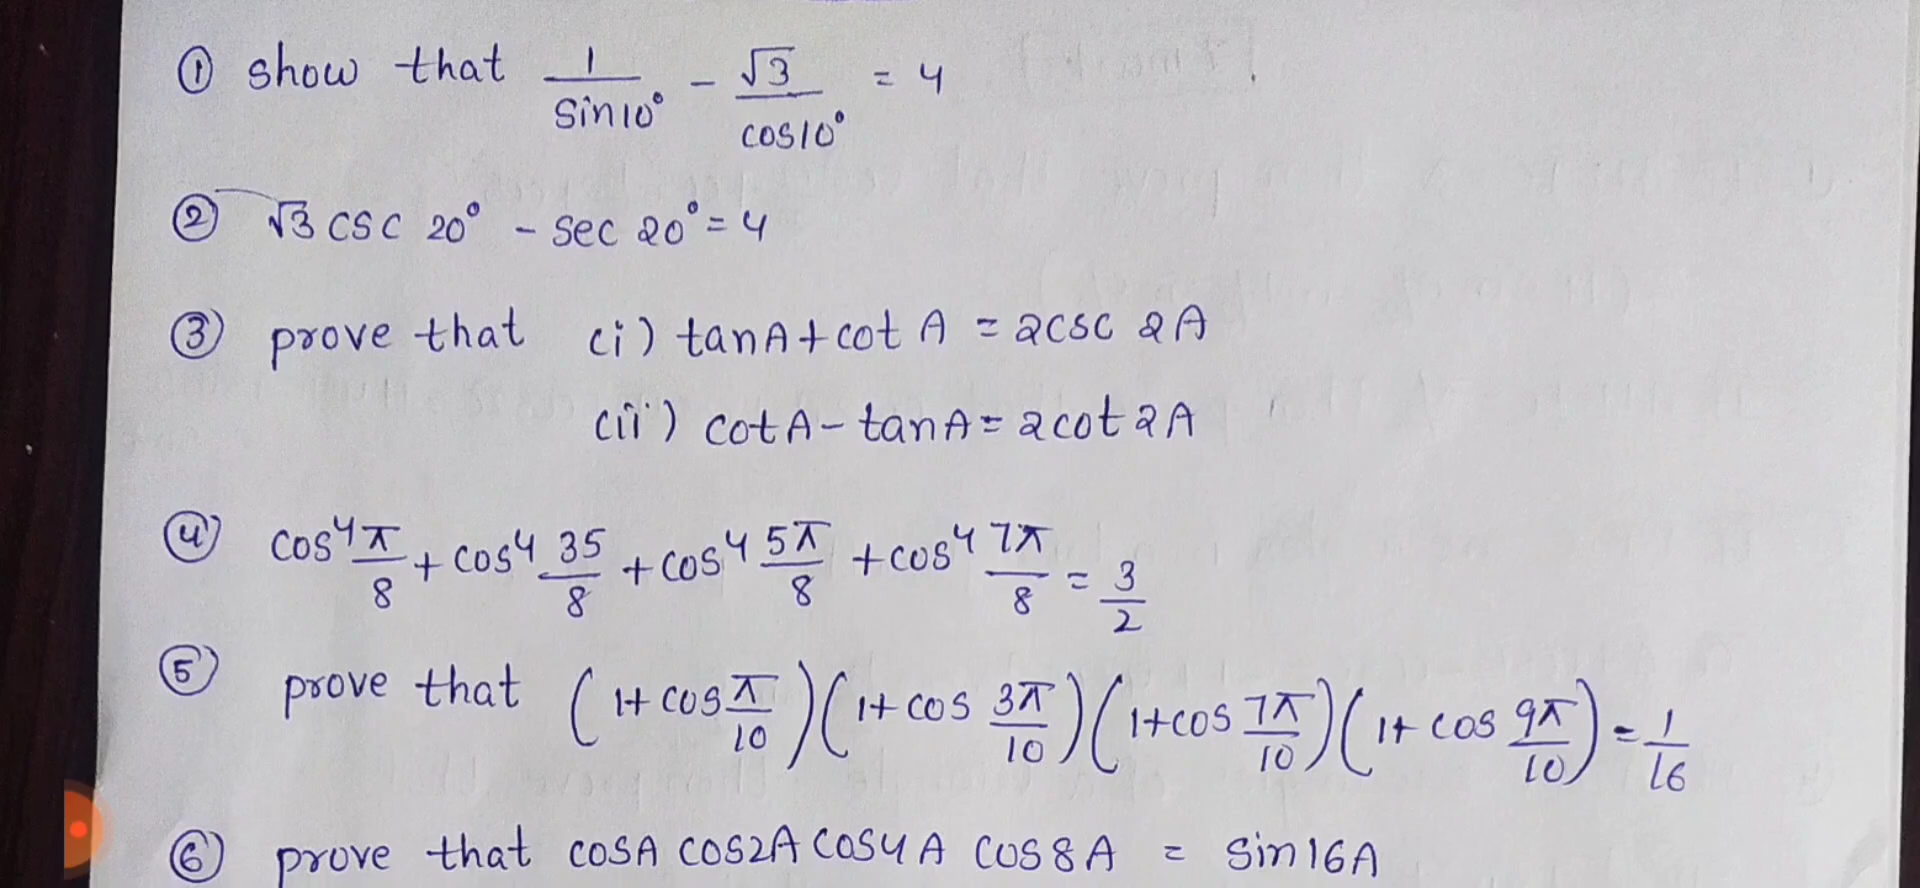 ① show that 1/sin10° - √3/cos10° = 4
② √3 csc 20° - sec 20° = 4
③ prove that (i) tanA + cot A = 2csc 2A
(ii) cotA - tanA = 2cot 2A
④ cos⁴ π/8 + cos⁴ 35/8 + cos⁴ 5π/8 + cos⁴ 7π/8 = 3/2
⑤ prove that (1+cos π/10)(1+cos 3π/10)(1+cos 7π/10)(1+cos 9π/10) = 1/16
⑥ prove that cosA cos2A cos4A cos8A = sin16A